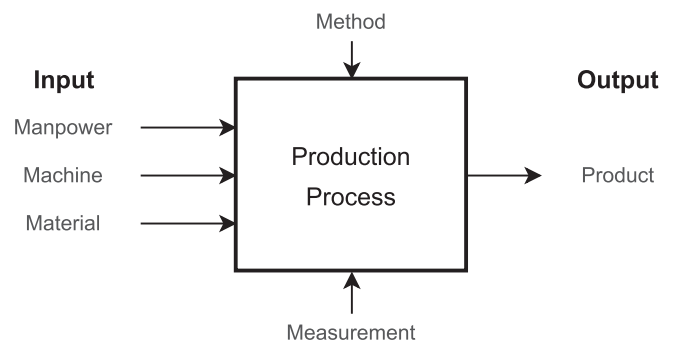 Method
Input
Output
Manpower
Machine
Material
Production
Process
Product
Measurement